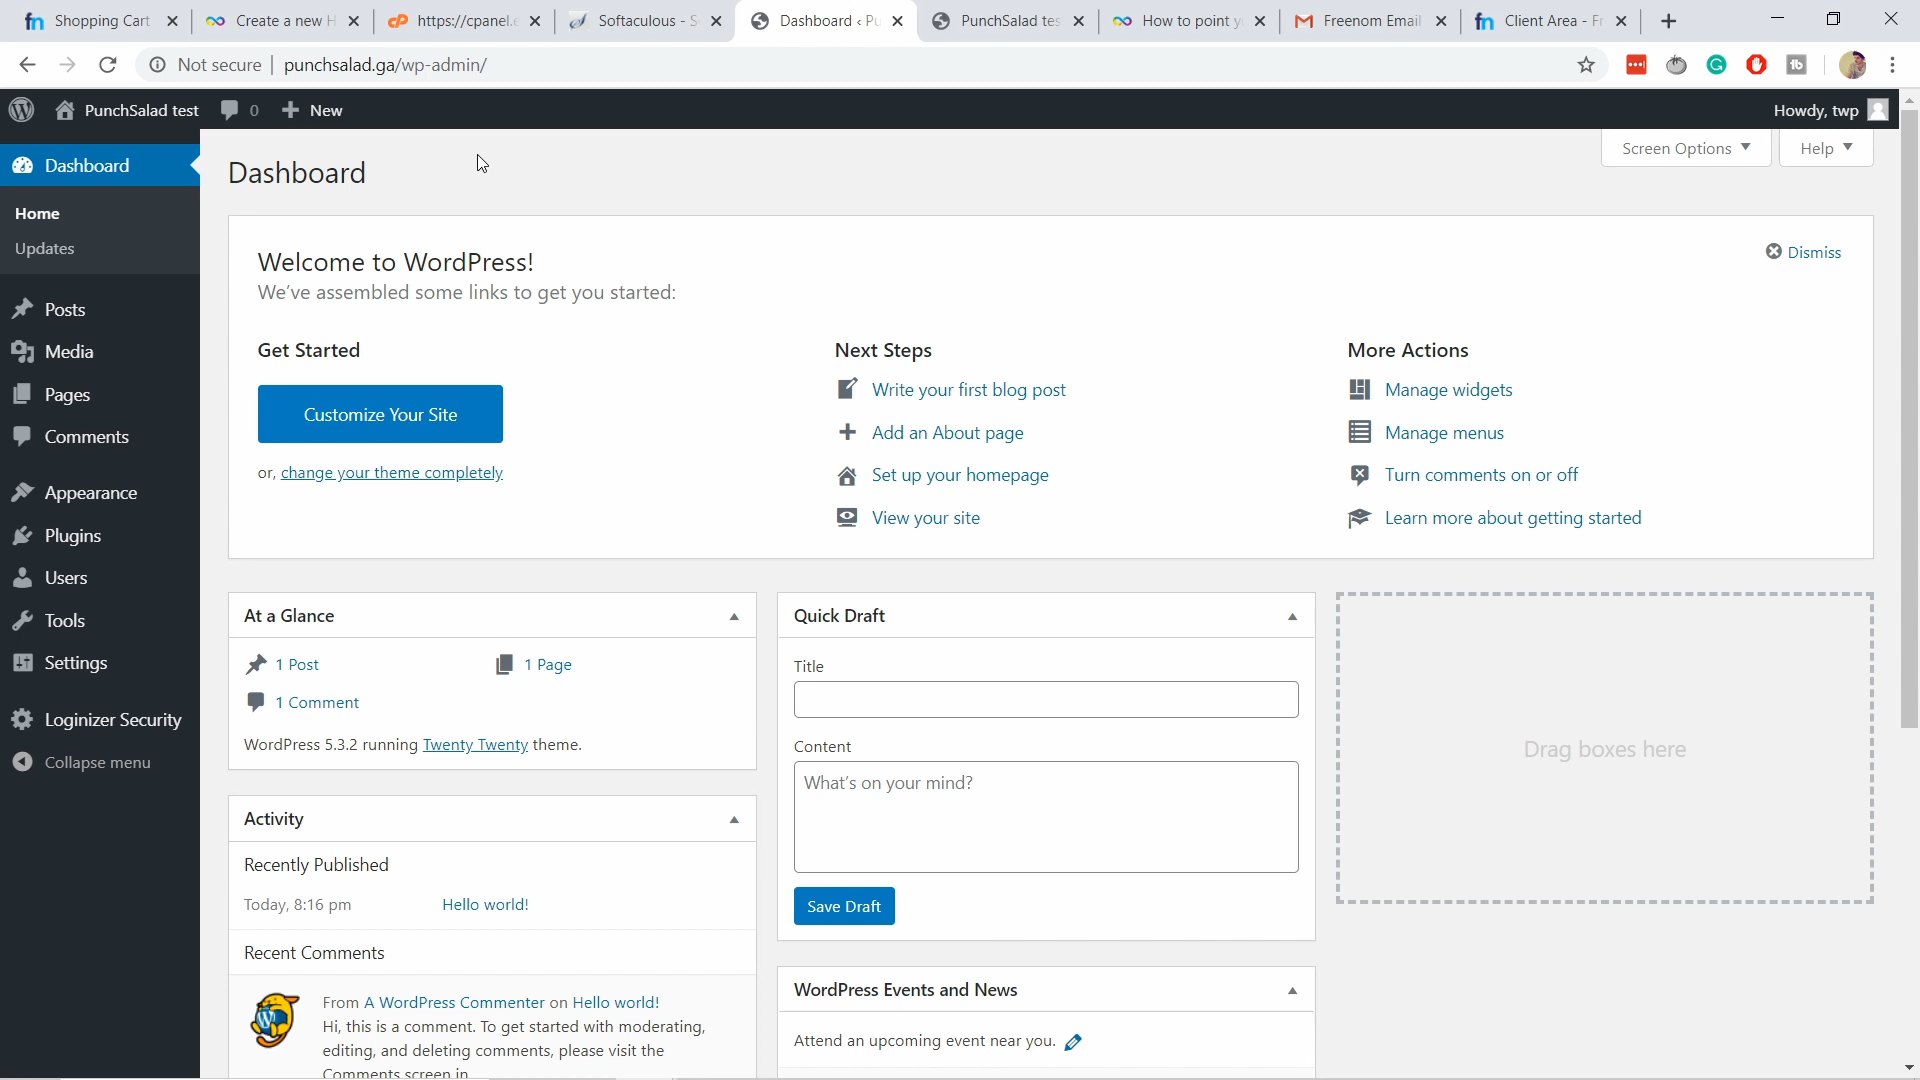 Shopping Cart
Create a new H
https://cpanel.e
Softaculous - S
Dashboard ‹ Pu
PunchSalad tes
How to point y
Freenom Email
Client Area - Fr
Not secure | punchsalad.ga/wp-admin/
PunchSalad test
0
New
Howdy, twp
Dashboard
Home
Updates
Posts
Media
Pages
Comments
Appearance
Plugins
Users
Tools
Settings
Loginizer Security
Collapse menu
Screen Options
Help
Dashboard
Welcome to WordPress!
We've assembled some links to get you started:
Dismiss
Get Started
Customize Your Site
or, change your theme completely
Next Steps
Write your first blog post
Add an About page
Set up your homepage
View your site
More Actions
Manage widgets
Manage menus
Turn comments on or off
Learn more about getting started
At a Glance
1 Post
1 Page
1 Comment
WordPress 5.3.2 running Twenty Twenty theme.
Activity
Recently Published
Today, 8:16 pm
Hello world!
Recent Comments
From A WordPress Commenter on Hello world!
Hi, this is a comment. To get started with moderating,
editing, and deleting comments, please visit the
Comments screen in
Quick Draft
Title
Content
What's on your mind?
Save Draft
WordPress Events and News
Attend an upcoming event near you.
Drag boxes here